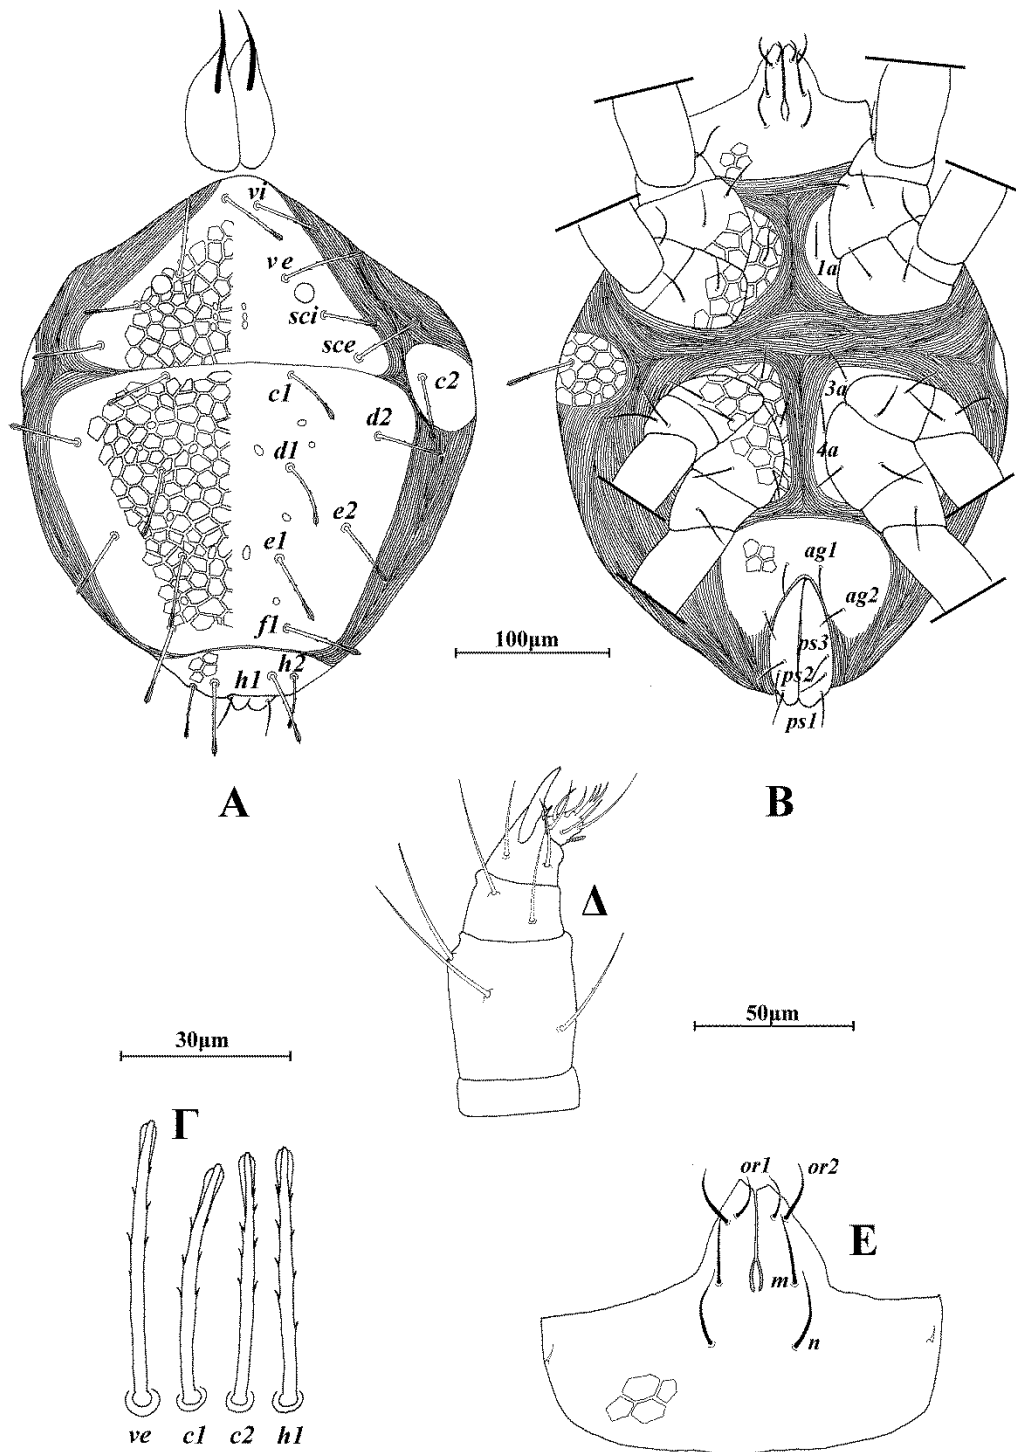 vi
ve
sci
sce
c1
c2
d2
d1
e2
e1
f1
h2
h1
A
1a
3a
4a
ag1
ag2
ps3
ps2
ps1
B
100μm
Δ
50μm
30μm
Γ
ve c1 c2 h1
or1 or2
E
m
n